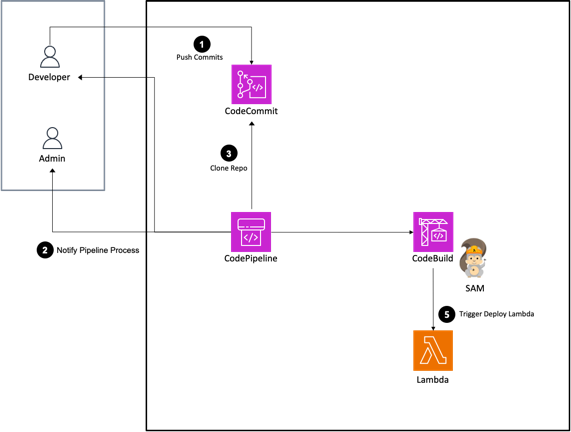 1
Push Commits
Developer
CodeCommit
Admin
3
Clone Repo
2 Notify Pipeline Process
CodePipeline
CodeBuild
SAM
5 Trigger Deploy Lambda
Lambda